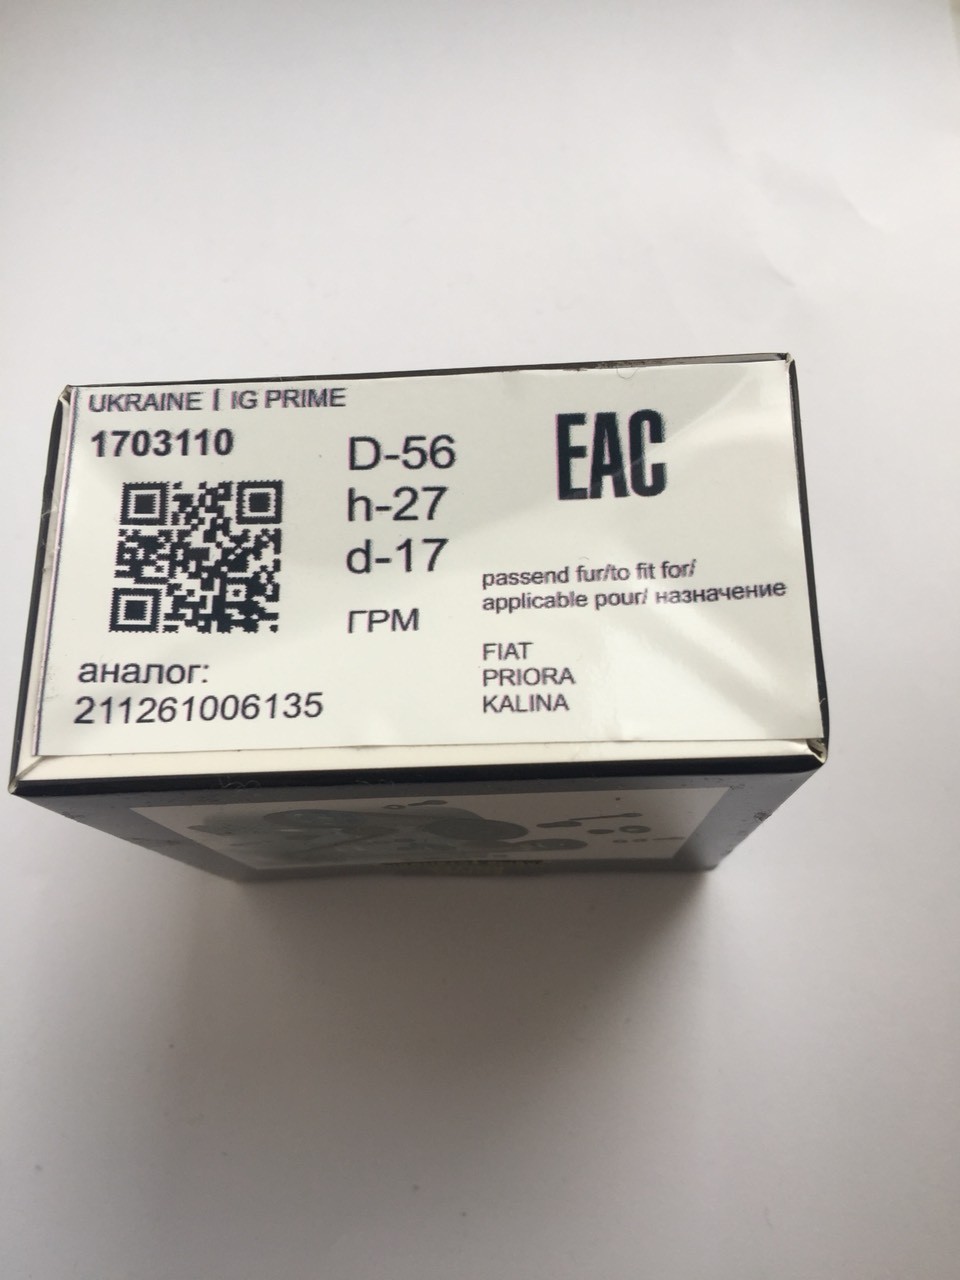 UKRAINE | IG PRIME
1703110
D-56
h-27
d-17
ГРМ
EAC
passend fur/to fit for/
applicable pour/ назначение
FIAT
PRIORA
KALINA
аналог:
211261006135